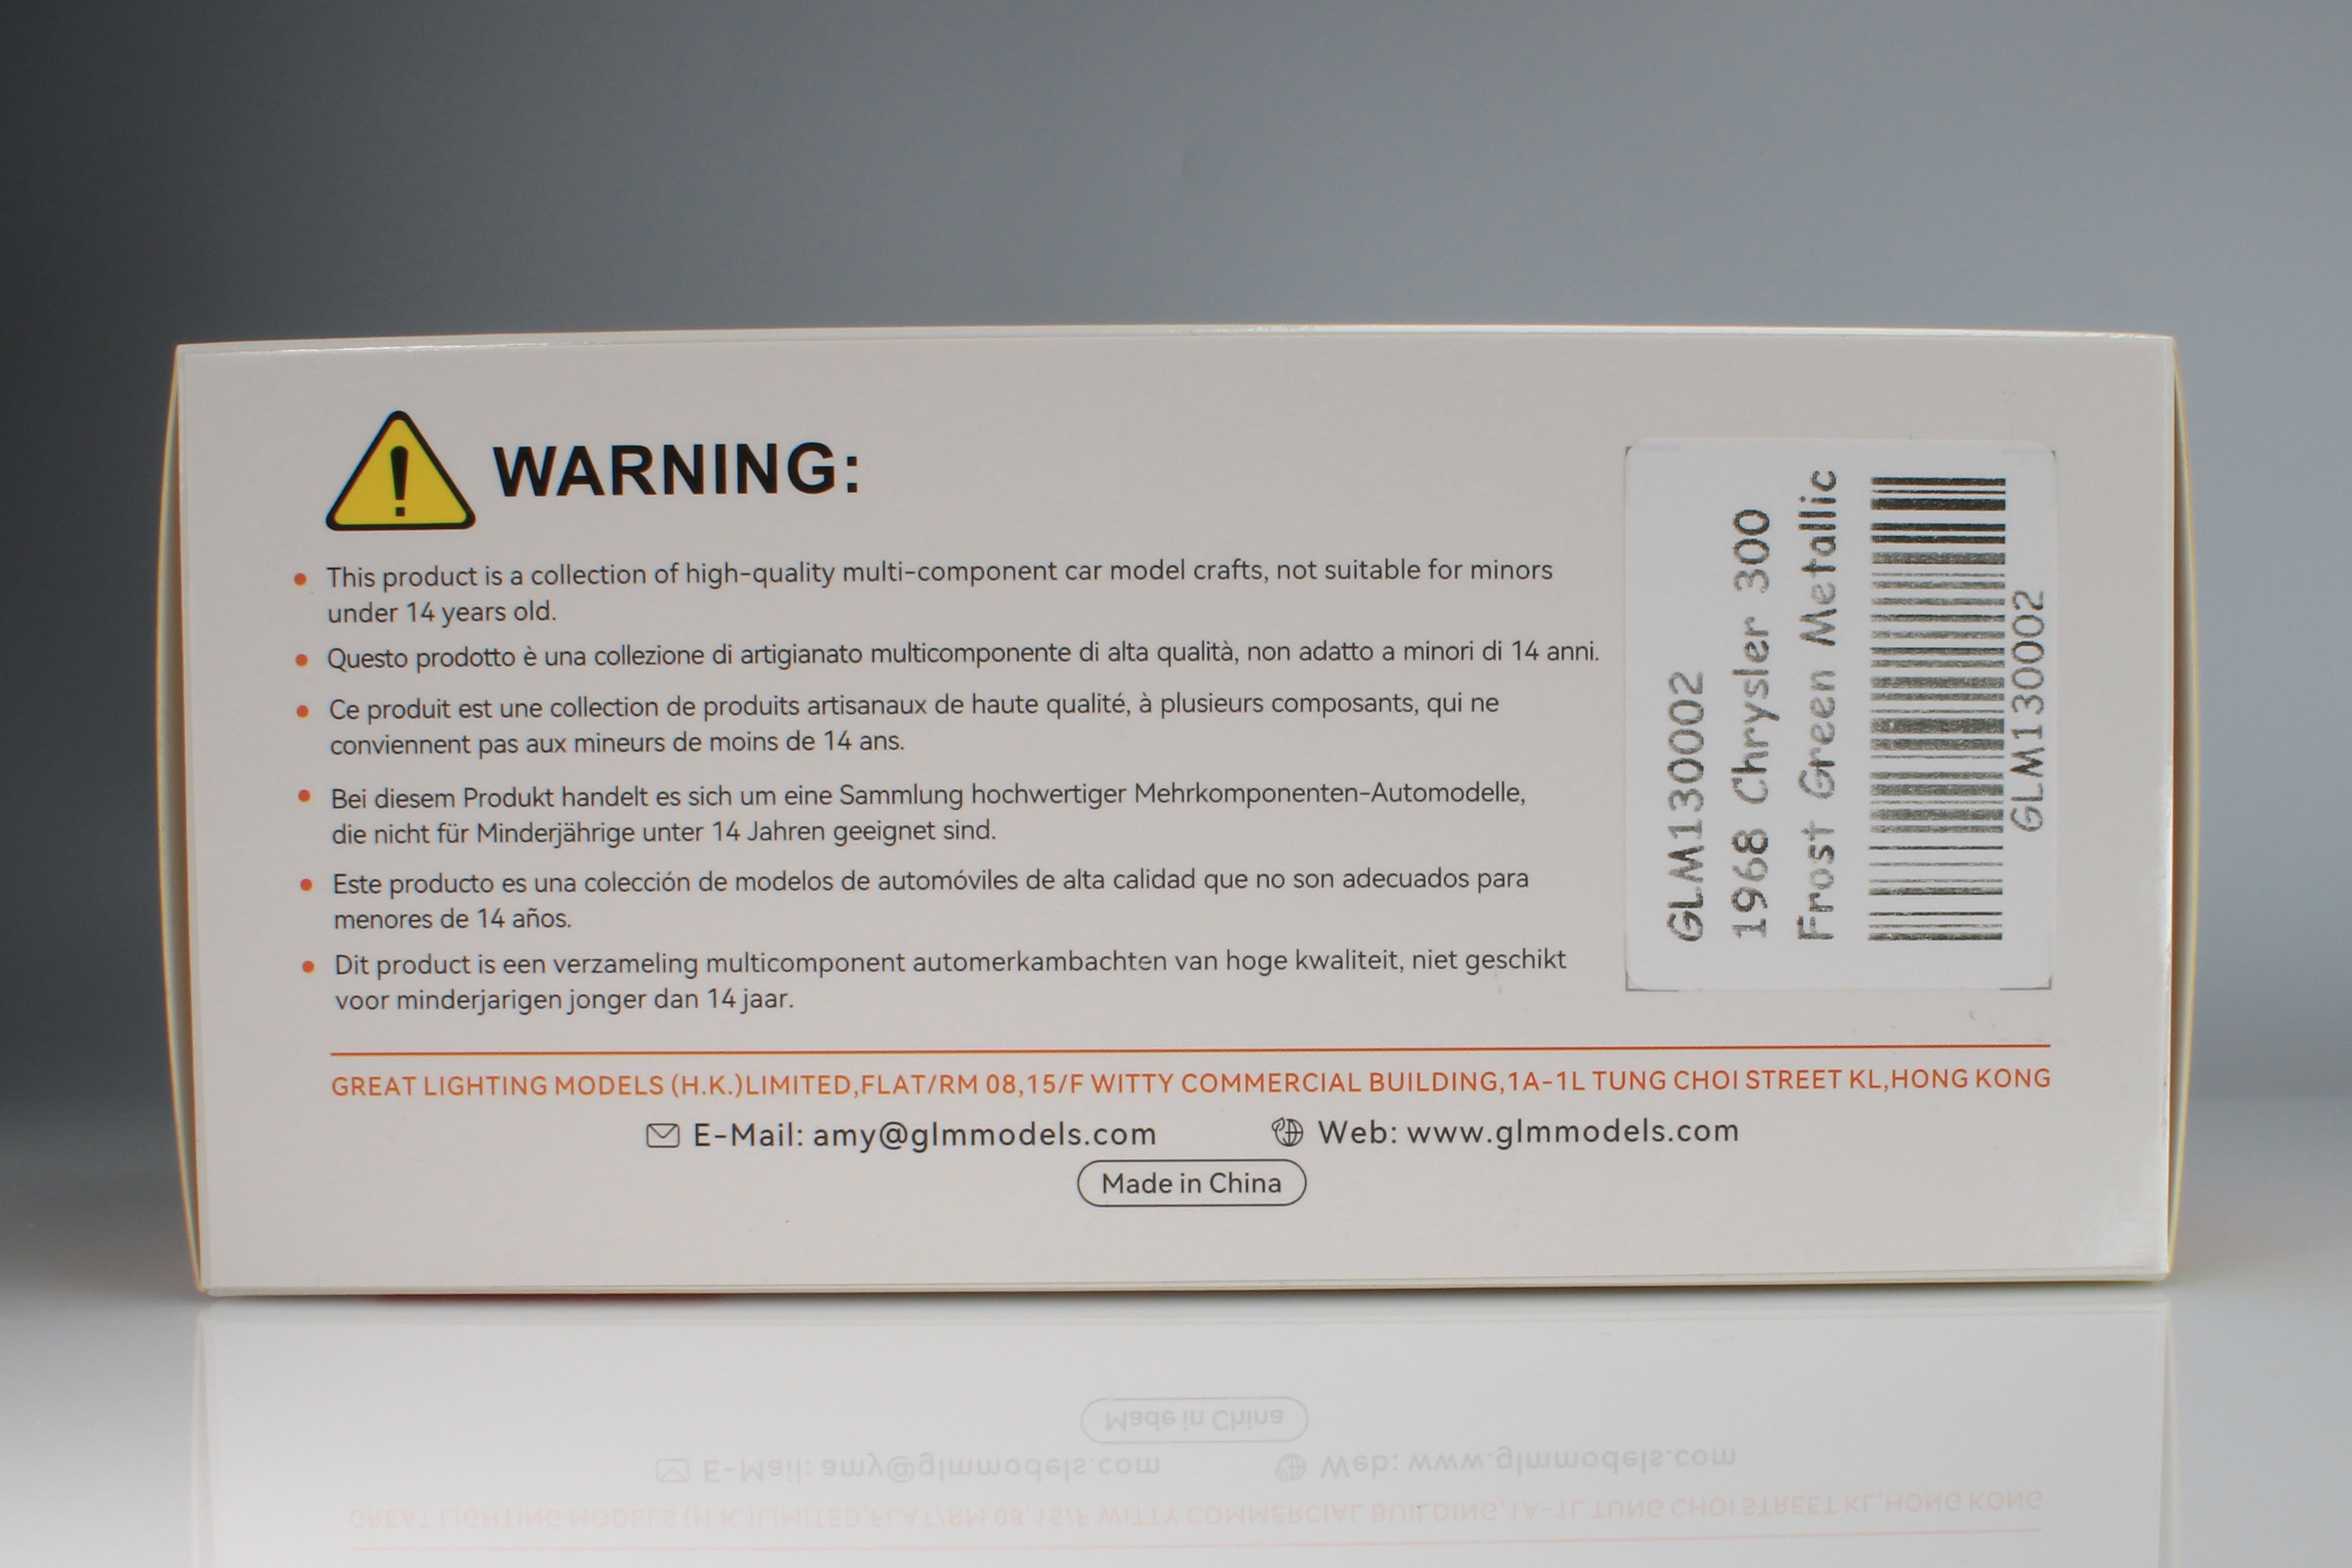 WARNING:
This product is a collection of high-quality multi-component car model crafts, not suitable for minors
under 14 years old.
Questo prodotto è una collezione di artigianato multicomponente di alta qualità, non adatto a minori di 14 anni.
Ce produit est une collection de produits artisanaux de haute qualité, à plusieurs composants, qui ne
conviennent pas aux mineurs de moins de 14 ans.
Bei diesem Produkt handelt es sich um eine Sammlung hochwertiger Mehrkomponenten-Automodelle,
die nicht für Minderjährige unter 14 Jahren geeignet sind.
Este producto es una colección de modelos de automóviles de alta calidad que no son adecuados para
menores de 14 años.
Dit product is een verzameling multicomponent automerkambachten van hoge kwaliteit, niet geschikt
voor minderjarigen jonger dan 14 jaar.
GLM130002
1968 Chrysler 300
Frost Green Metallic
GLM130002
GREAT LIGHTING MODELS (H.K.)LIMITED,FLAT/RM 08,15/F WITTY COMMERCIAL BUILDING,1A-1L TUNG CHOI STREET KL,HONG KONG
E-Mail: amy@glmmodels.com
Web: www.glmmodels.com
Made in China